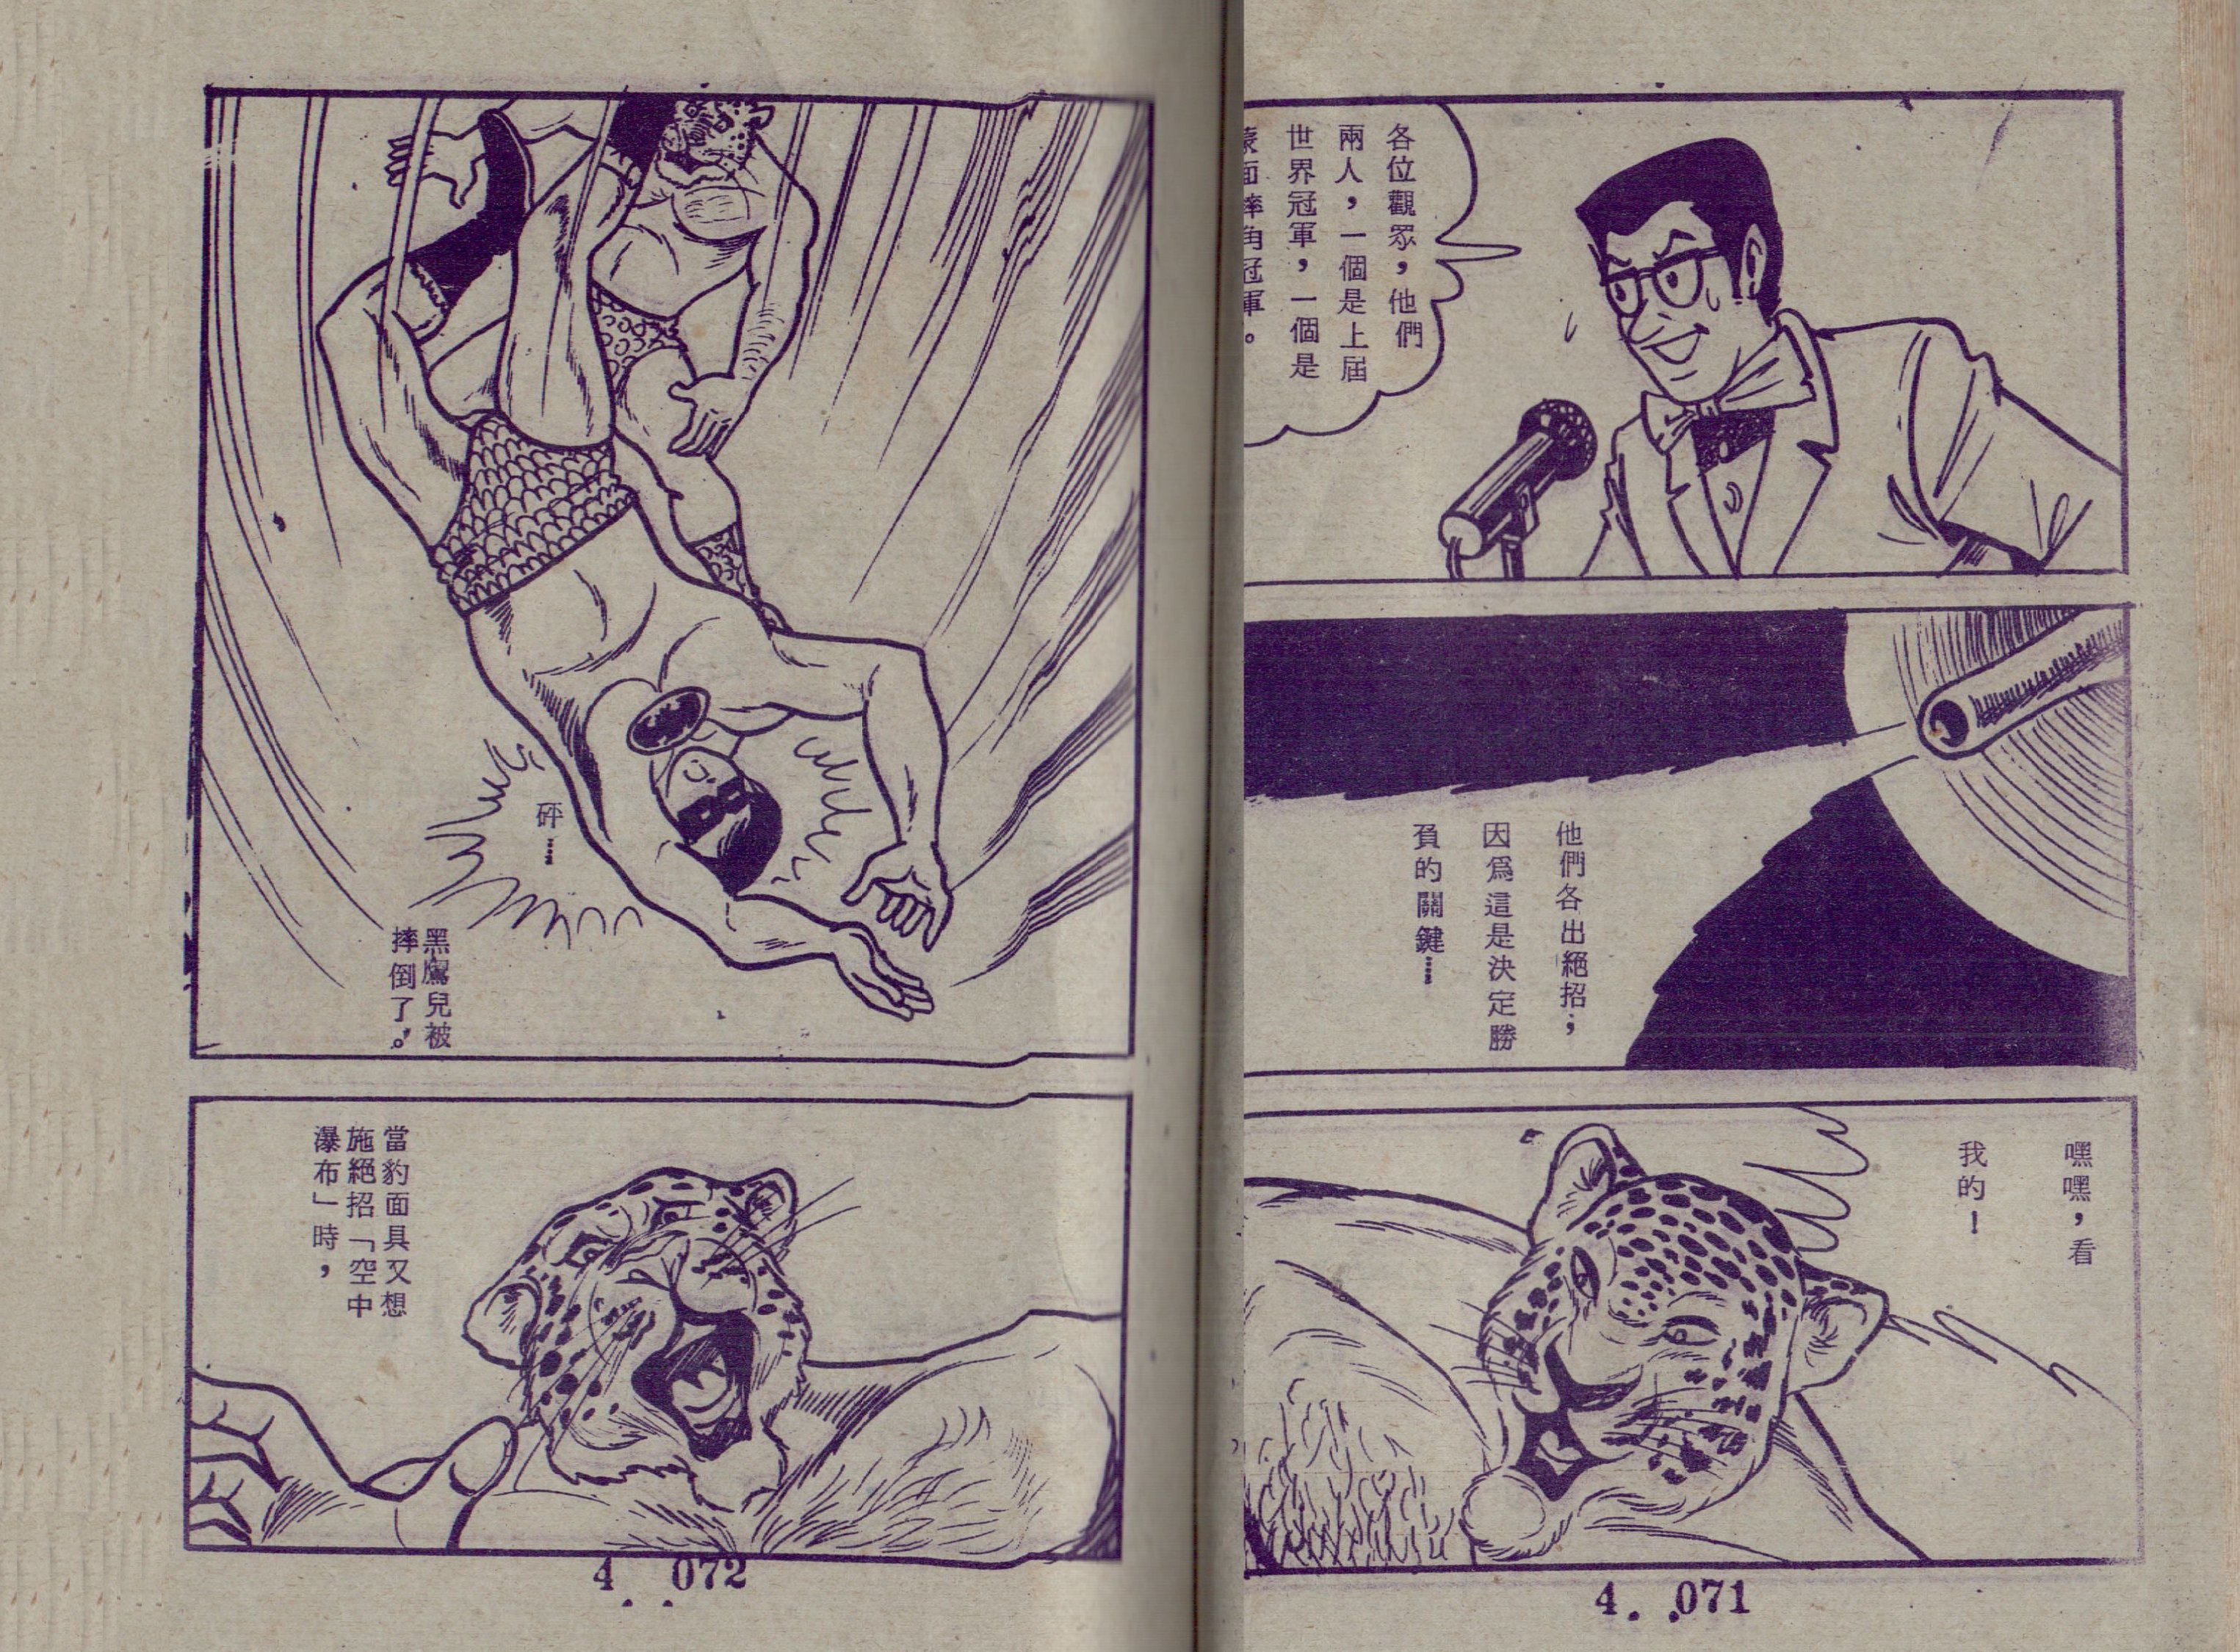 各位觀眾，他們
兩人，一個是上屆
世界冠軍，一個是
面摔角冠軍。
他們各出絕招；
因爲這是決定勝
負的關鍵……
嘿嘿，看
我的！
4. .071
砰……
黑鷹兒被
摔倒了。
當豹面具又想
施絕招「空中
瀑布」時，
4 072